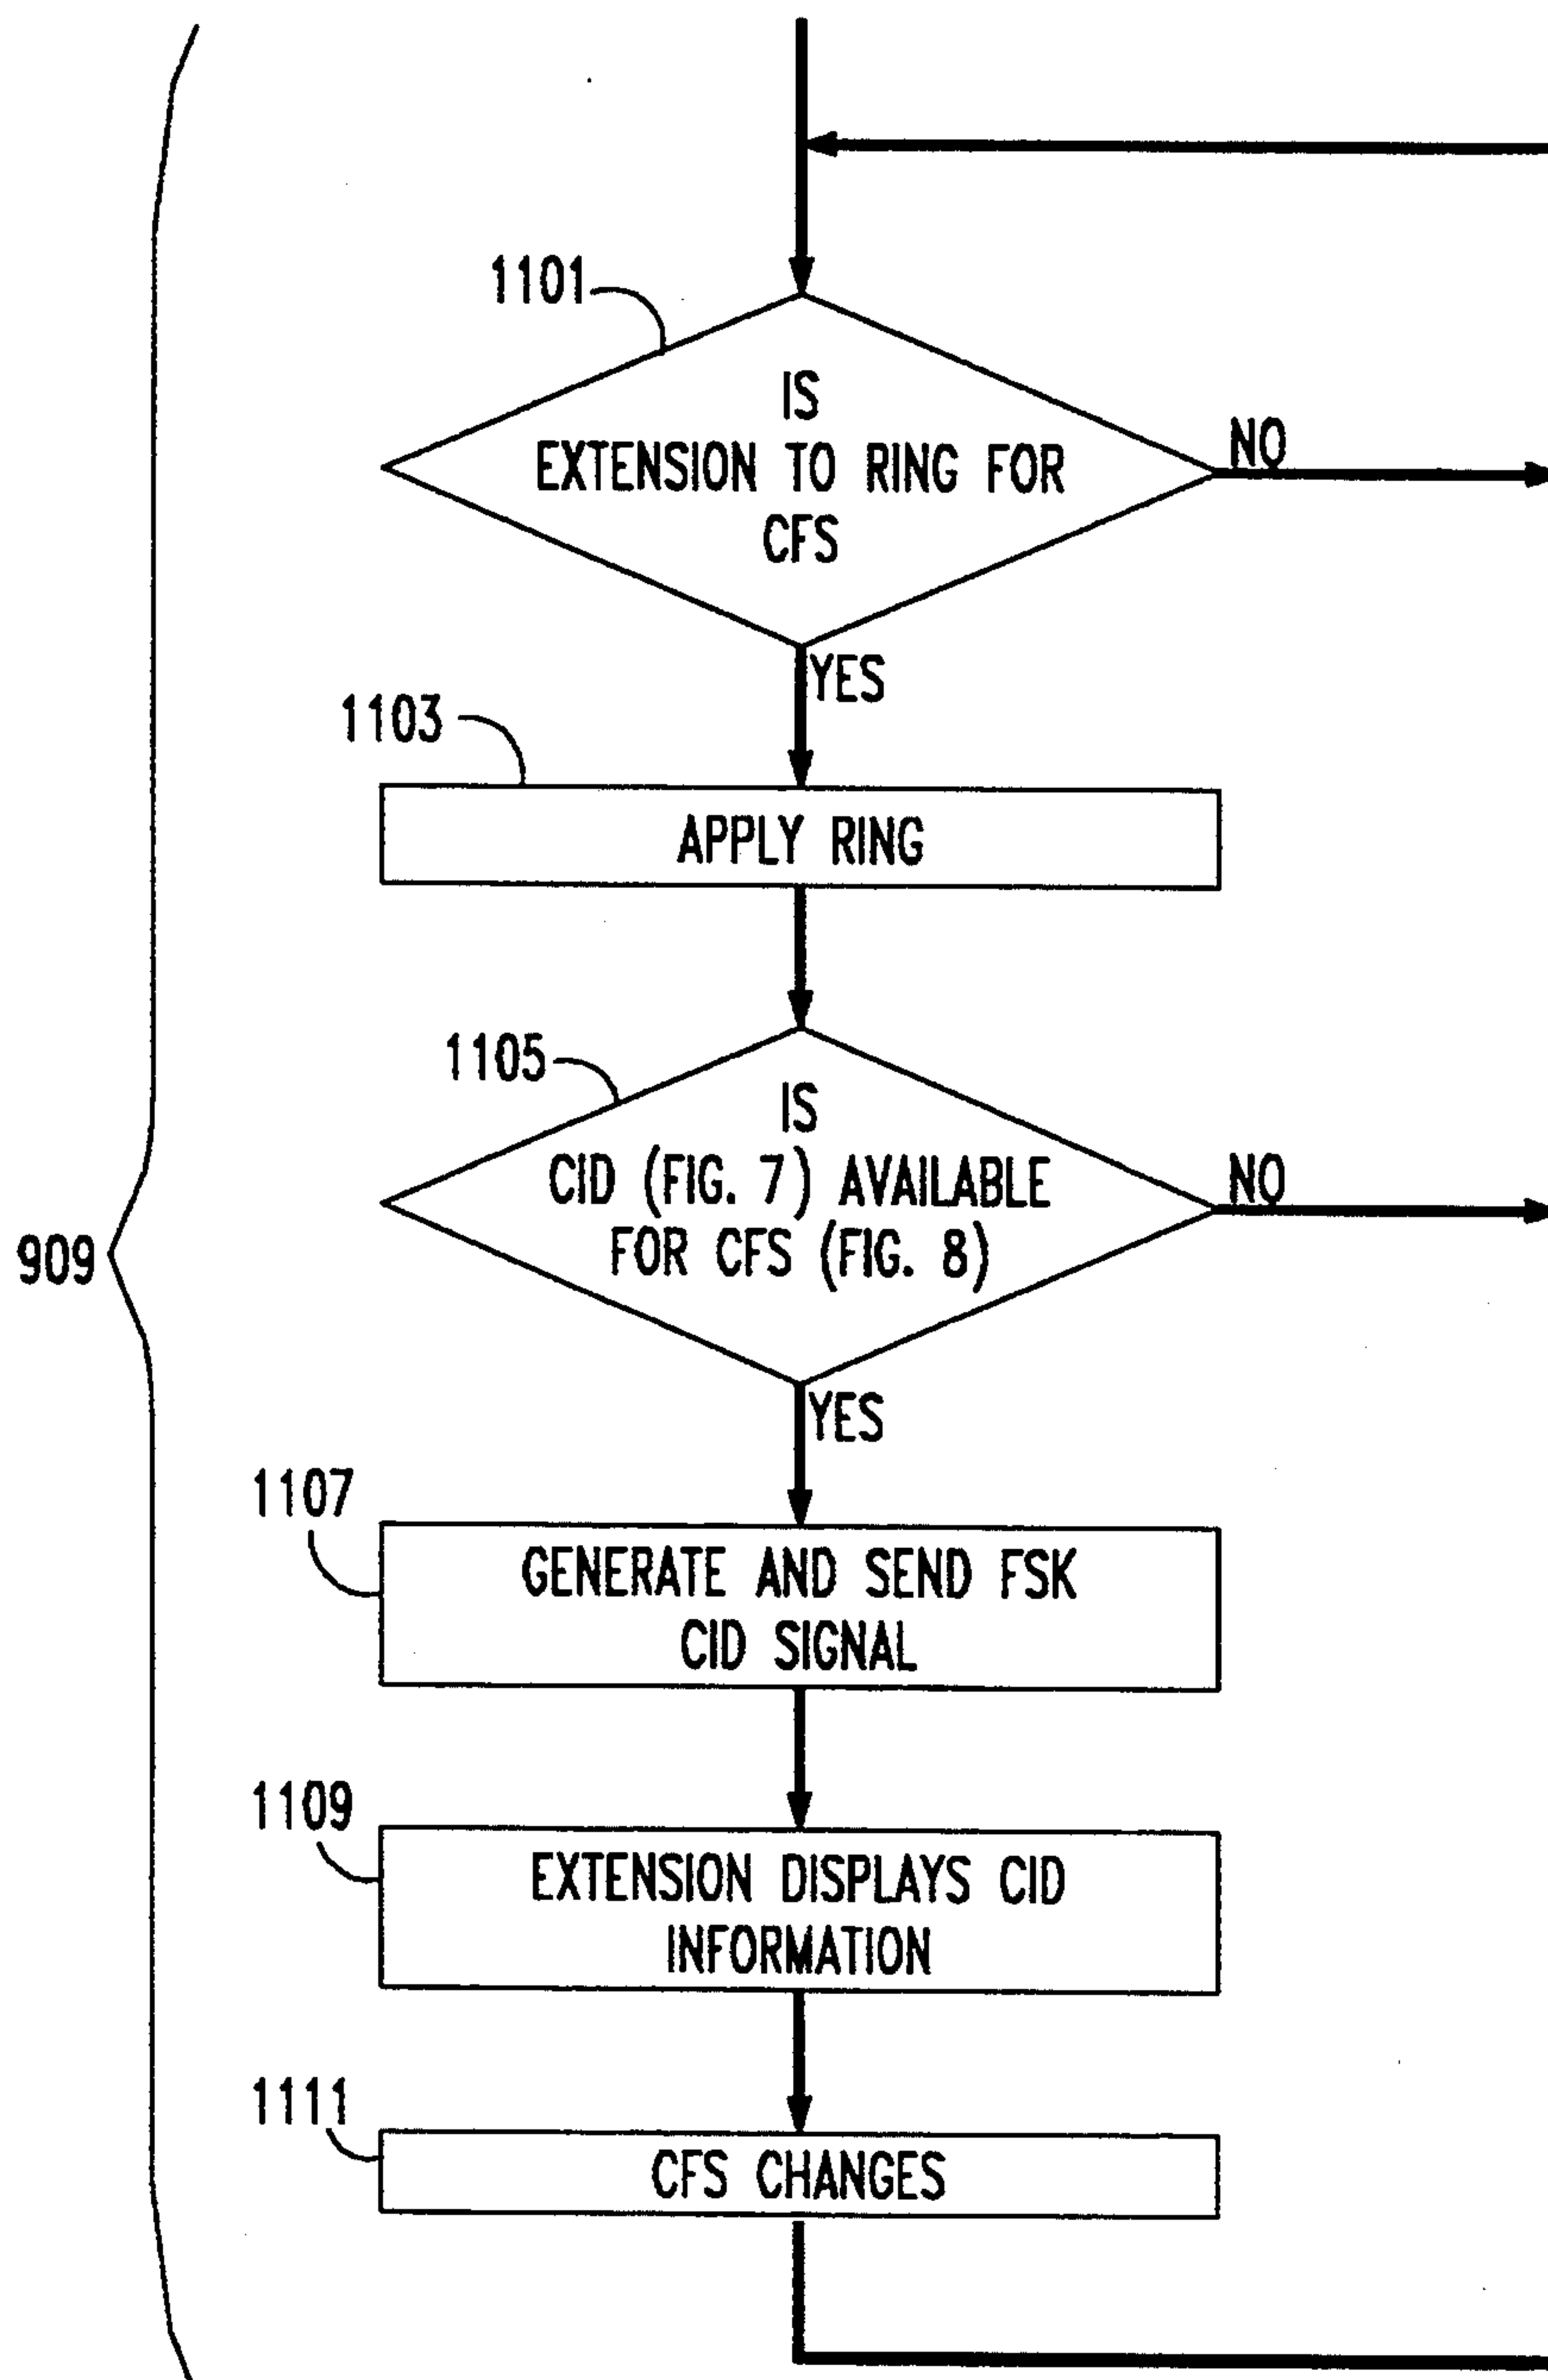 1101
IS
EXTENSION TO RING FOR
CFS
NO
YES
1103
APPLY RING
1105
IS
CID (FIG. 7) AVAILABLE
FOR CFS (FIG. 8)
NO
909
YES
1107
GENERATE AND SEND FSK
CID SIGNAL
1109
EXTENSION DISPLAYS CID
INFORMATION
1111
CFS CHANGES